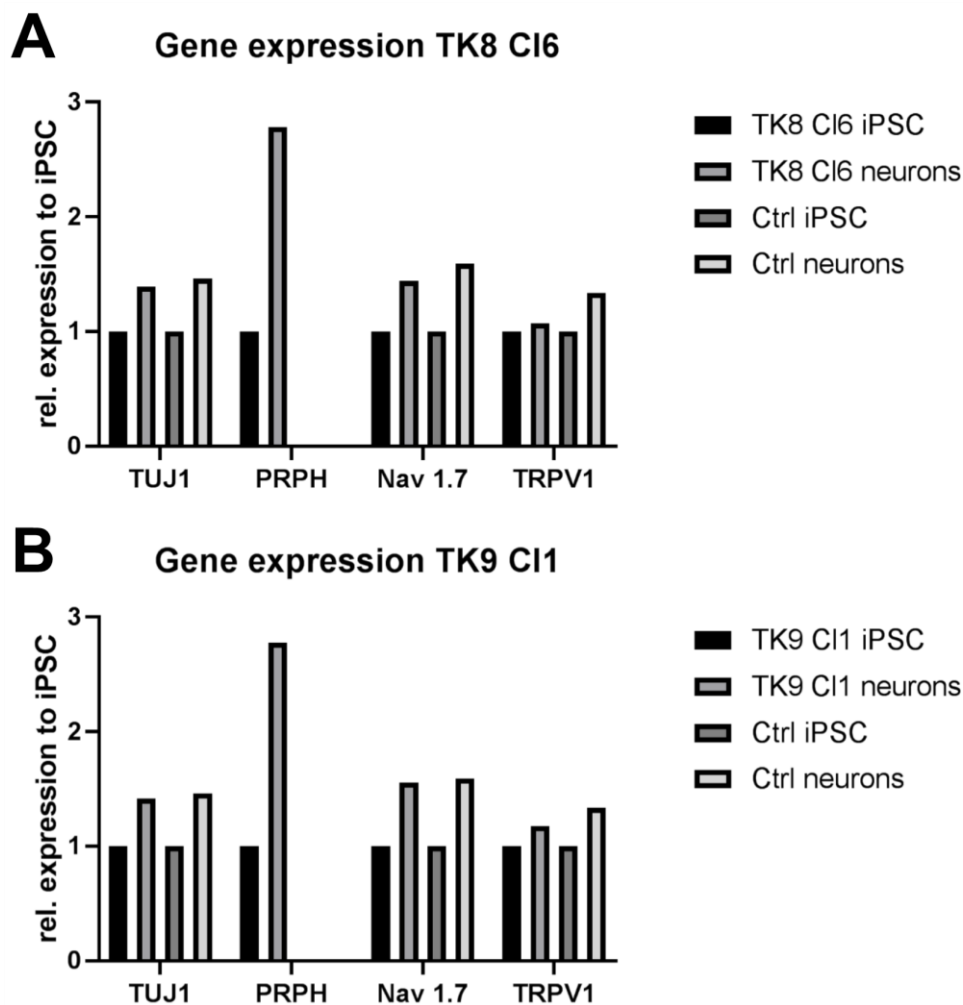 A
Gene expression TK8 Cl6
rel. expression to iPSC
3
2
1
0
TUJ1 PRPH Nav 1.7 TRPV1
TK8 Cl6 iPSC
TK8 Cl6 neurons
Ctrl iPSC
Ctrl neurons
B
Gene expression TK9 Cl1
rel. expression to iPSC
3
2
1
0
TUJ1 PRPH Nav 1.7 TRPV1
TK9 Cl1 iPSC
TK9 Cl1 neurons
Ctrl iPSC
Ctrl neurons